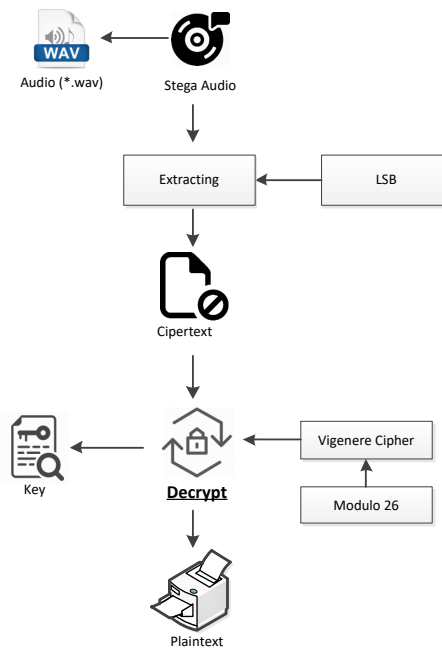 WAV
Audio (*.wav)
Stega Audio
Extracting
LSB
Cipertext
Key
Decrypt
Vigenere Cipher
Modulo 26
Plaintext